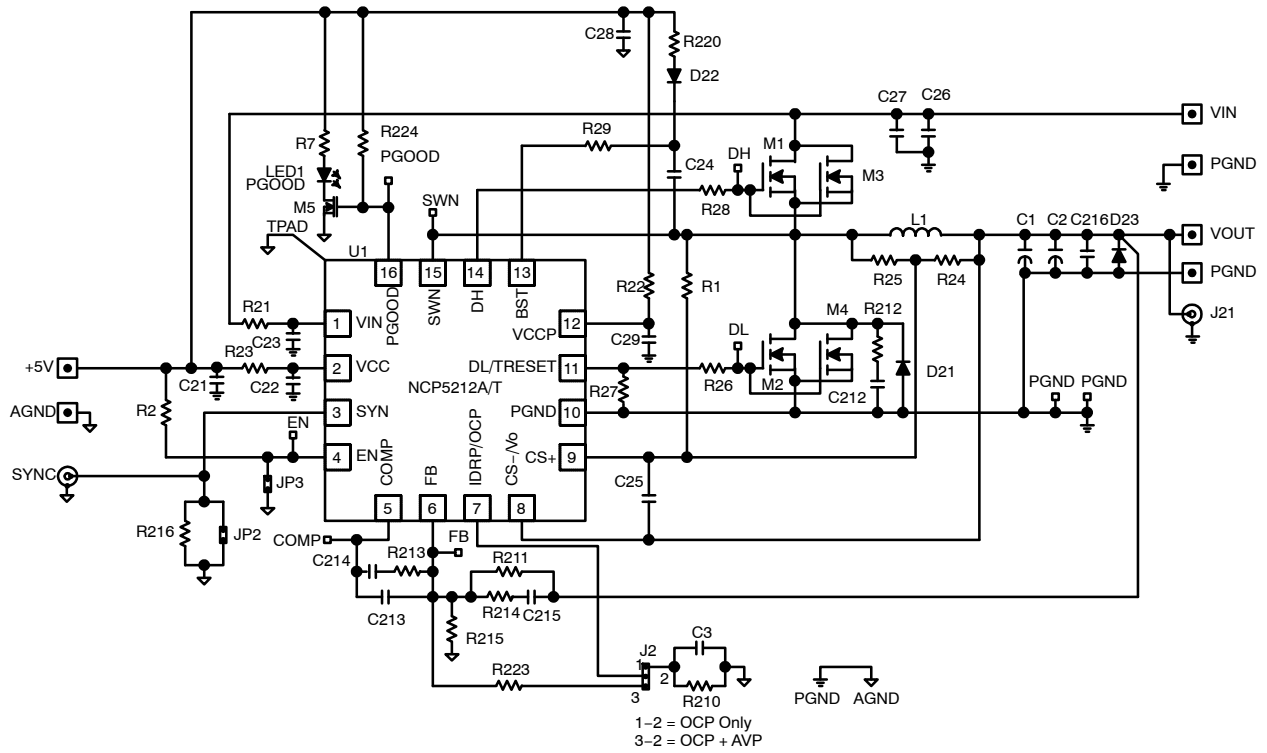 C28
R220
D22
C27
C26
VIN
R7
R224
PGOOD
R29
M1
LED1
PGOOD
C24
DH
M3
PGND
M5
SWN
R28
TPAD
L1
C1
C2
C216
D23
VOUT
U1
16
15
14
13
R25
R24
PGND
PGOOD
SWN
DH
BST
R22
R1
R21
M4
R212
J21
1
VIN
VCCP
12
C23
C29
DL
R23
+5V
2
VCC
DL/TRESET
11
C21
C22
NCP5212A/T
R27
R26
M2
D21
C212
PGND
PGND
R2
AGND
3
SYN
PGND
10
EN
4
EN
COMP
FB
IDRP/OCP
CS−/Vo
CS+
9
SYNC
JP3
C25
5
6
7
8
R216
JP2
COMP
FB
C214
R213
R211
C213
R214
C215
R215
C3
J2
1
R223
2
3
R210
PGND
AGND
1−2 = OCP Only
3−2 = OCP + AVP